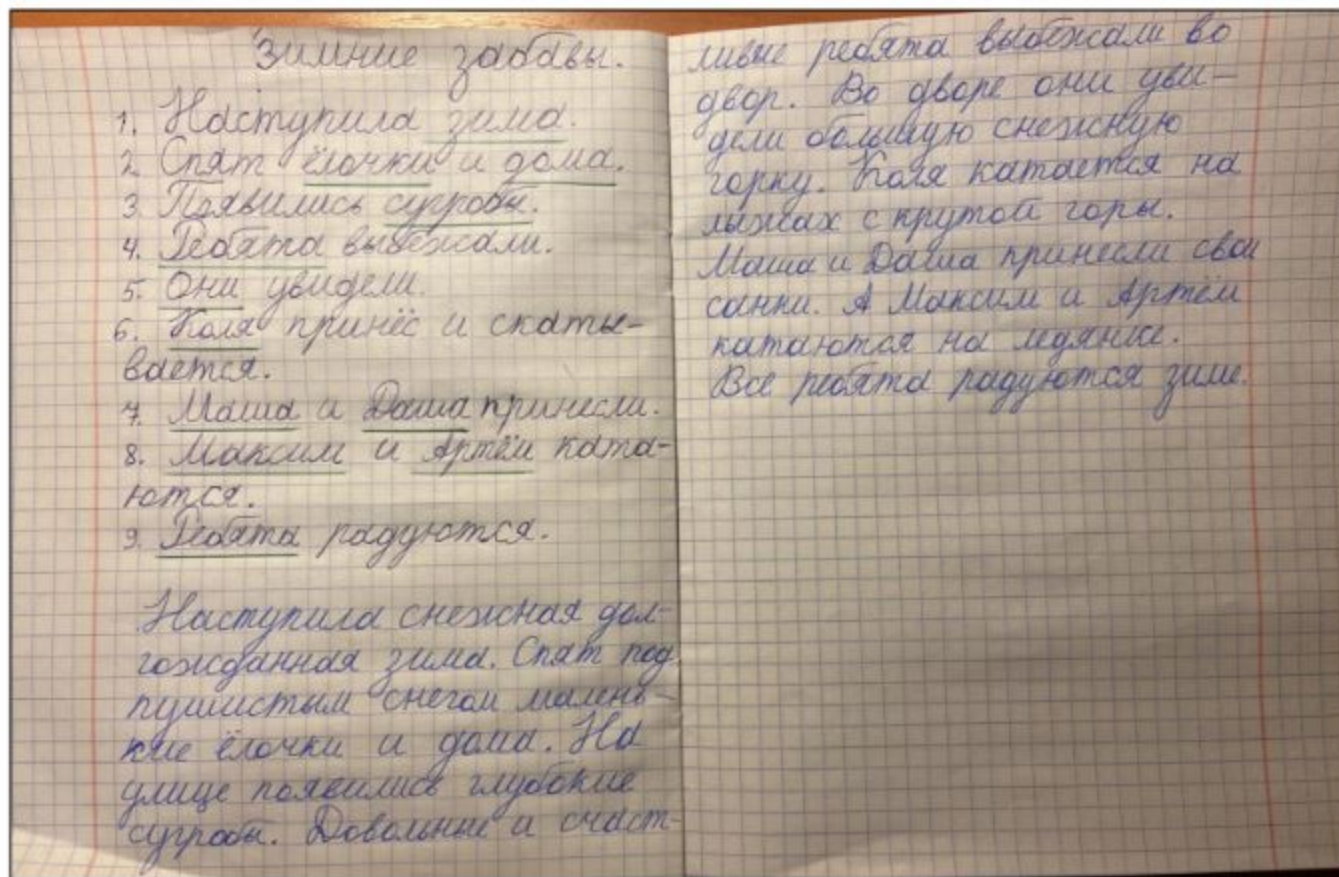 Зимние забавы.
1. Наступила зима.
2. Спят ёлочки и дома.
3. Появились сугробы.
4. Ребята выбежали.
5. Они увидели.
6. Коля принёс и скаты-
вается.
7. Маша и Даша принесли.
8. Максим и Артём ката-
ются.
9. Ребята радуются.
Наступила снежная дол-
гожданная зима. Спят под
пушистым снегом малень-
кие ёлочки и дома. На
улице появились глубокие
сугробы. Довольные и счаст-
ливые ребята выбежали во
двор. Во дворе они уви-
дели большую снежную
горку. Коля катается на
лыжах с крутой горы.
Маша и Даша принесли свои
санки. А Максим и Артём
катаются на ледянке.
Все ребята радуются зиме.